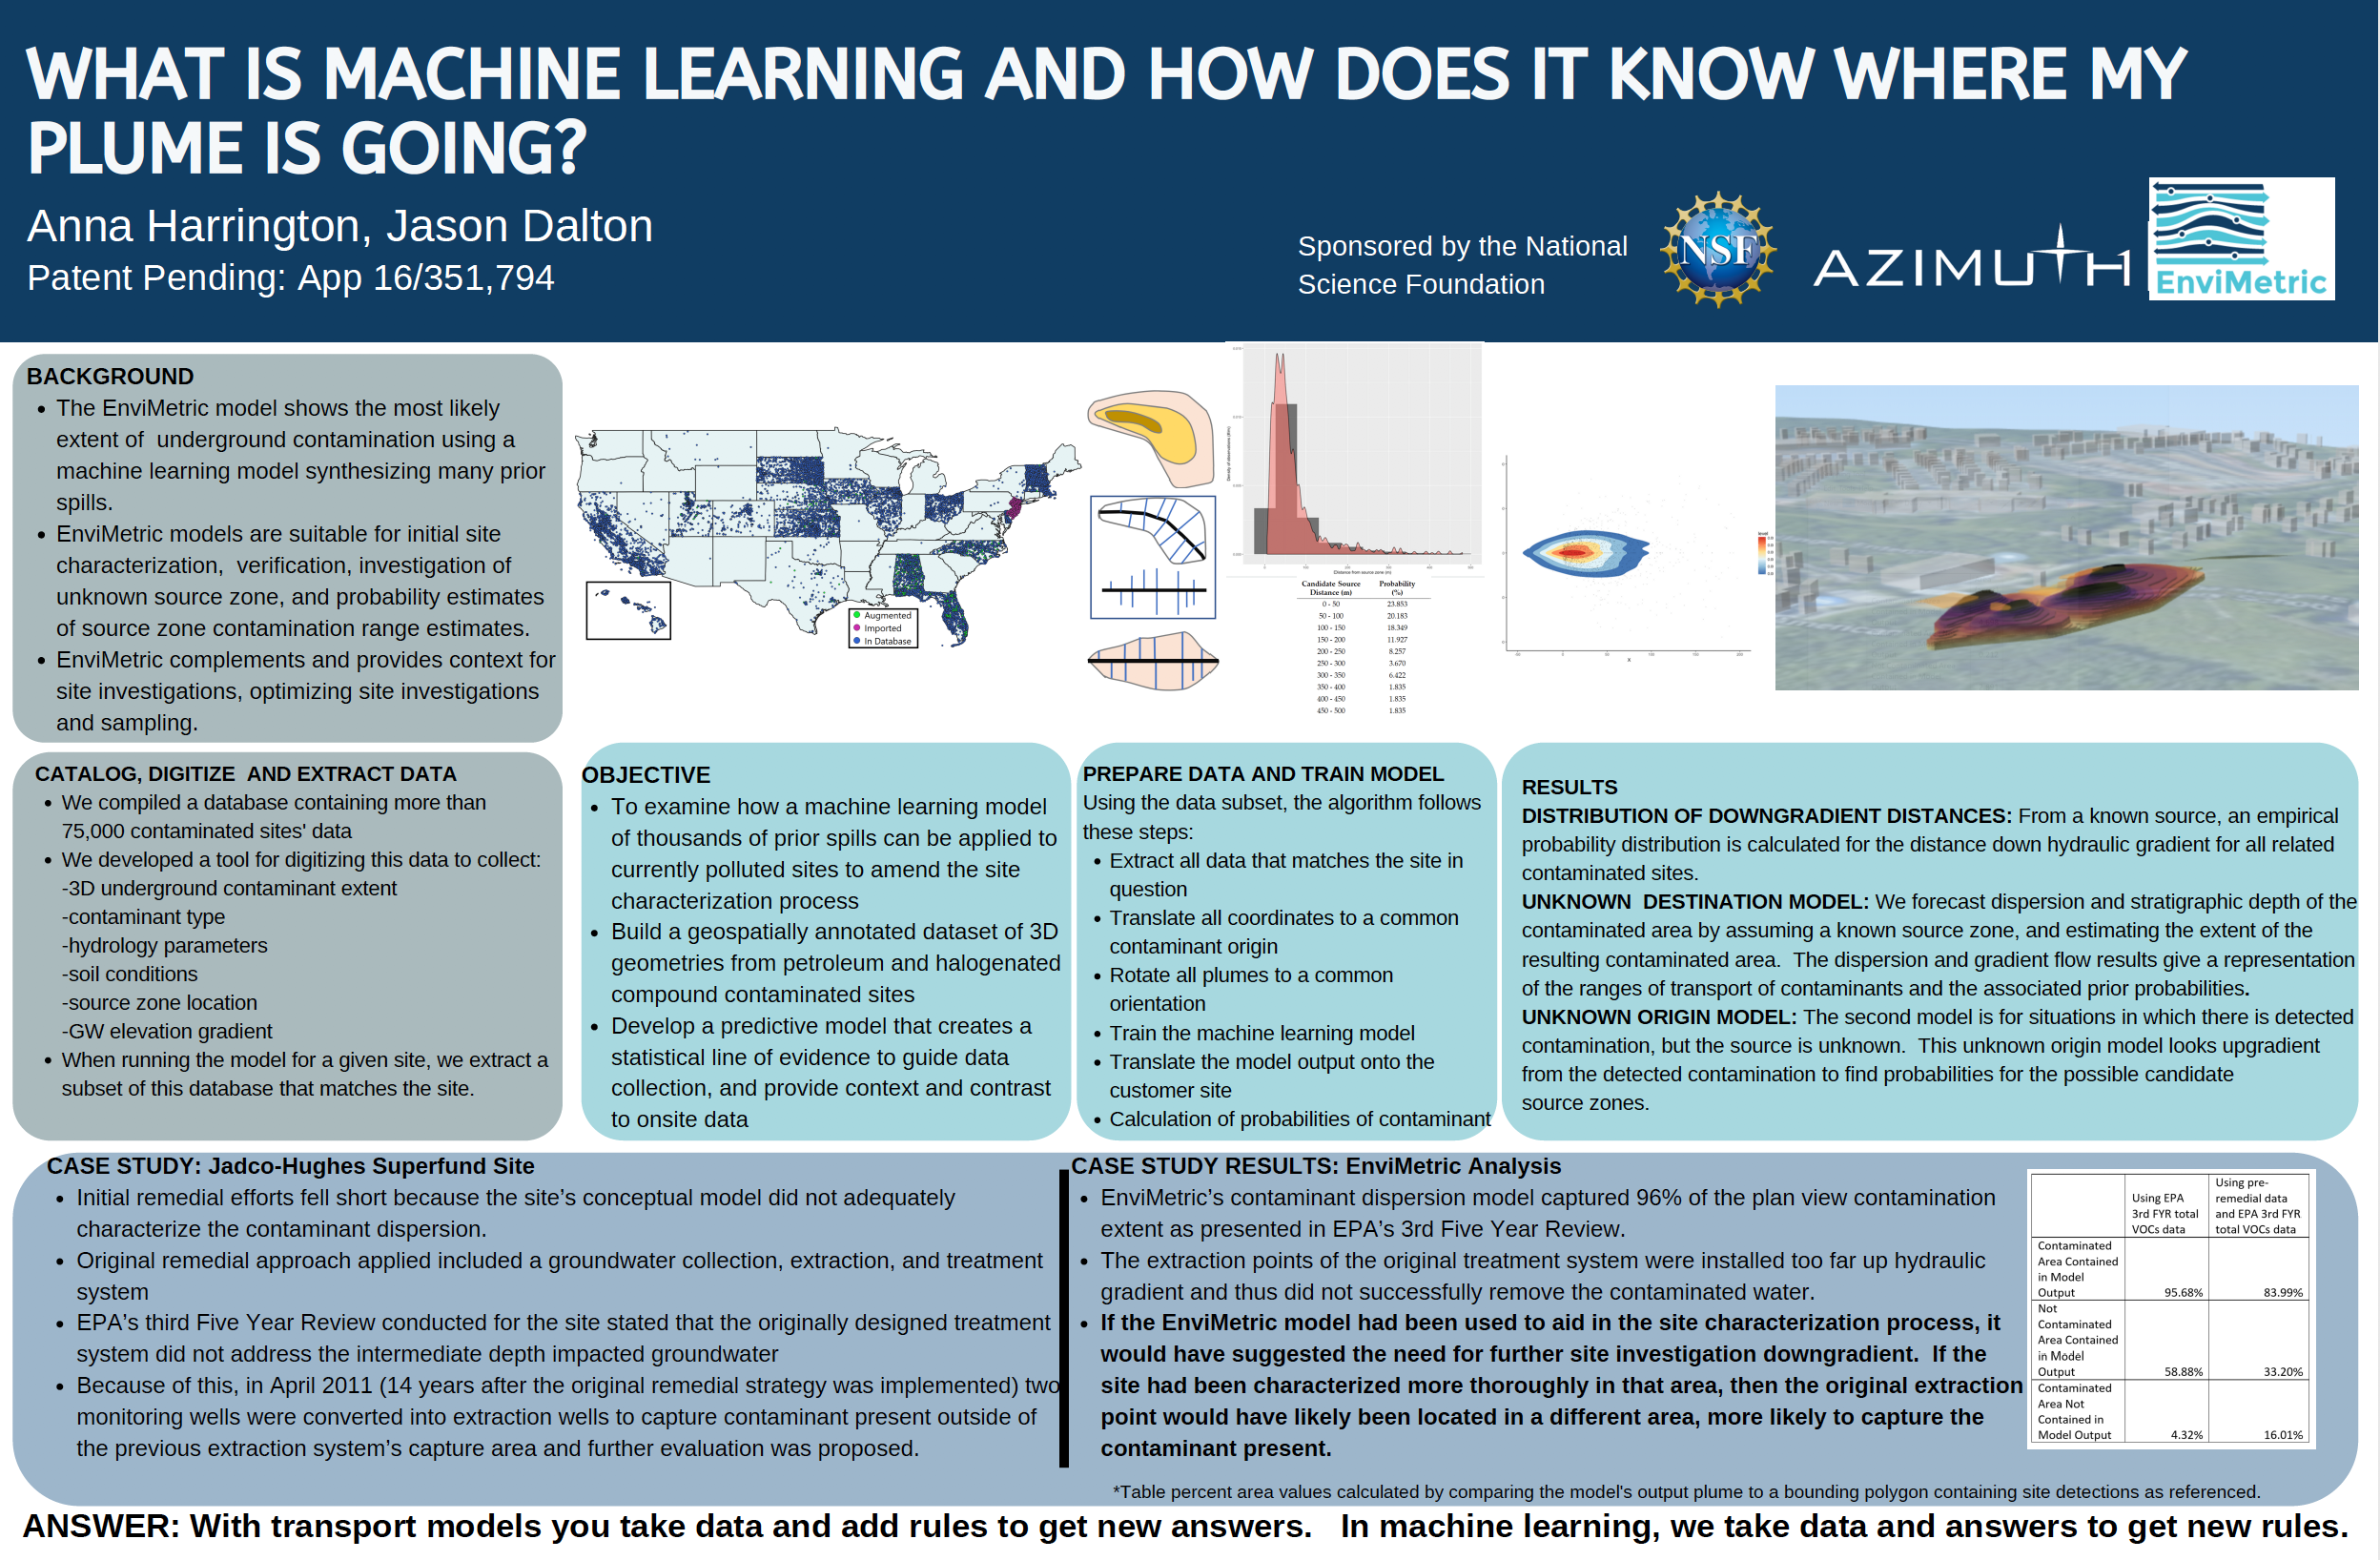 WHAT IS MACHINE LEARNING AND HOW DOES IT KNOW WHERE MY
PLUME IS GOING?
Anna Harrington, Jason Dalton
Patent Pending: App 16/351,794
Sponsored by the National
Science Foundation
NSF
AZIMUTH1
EnviMetric
BACKGROUND
• The EnviMetric model shows the most likely
extent of  underground contamination using a
machine learning model synthesizing many prior
spills.
• EnviMetric models are suitable for initial site
characterization,  verification, investigation of
unknown source zone, and probability estimates
of source zone contamination range estimates.
• EnviMetric complements and provides context for
site investigations, optimizing site investigations
and sampling.
Augmented
Imported
In Database
Distance from source zone (m)
Candidate Source Probability
Distance (m) (%)
0 - 50 23.853
50 - 100 20.183
100 - 150 18.349
150 - 200 11.927
200 - 250 8.257
250 - 300 3.670
300 - 350 6.422
350 - 400 1.835
400 - 450 1.835
450 - 500 1.835
X
level
CATALOG, DIGITIZE  AND EXTRACT DATA
• We compiled a database containing more than
75,000 contaminated sites' data
• We developed a tool for digitizing this data to collect:
-3D underground contaminant extent
-contaminant type
-hydrology parameters
-soil conditions
-source zone location
-GW elevation gradient
• When running the model for a given site, we extract a
subset of this database that matches the site.
OBJECTIVE
• To examine how a machine learning model
of thousands of prior spills can be applied to
currently polluted sites to amend the site
characterization process
• Build a geospatially annotated dataset of 3D
geometries from petroleum and halogenated
compound contaminated sites
• Develop a predictive model that creates a
statistical line of evidence to guide data
collection, and provide context and contrast
to onsite data
PREPARE DATA AND TRAIN MODEL
Using the data subset, the algorithm follows
these steps:
• Extract all data that matches the site in
question
• Translate all coordinates to a common
contaminant origin
• Rotate all plumes to a common
orientation
• Train the machine learning model
• Translate the model output onto the
customer site
• Calculation of probabilities of contaminant
RESULTS
DISTRIBUTION OF DOWNGRADIENT DISTANCES: From a known source, an empirical
probability distribution is calculated for the distance down hydraulic gradient for all related
contaminated sites.
UNKNOWN  DESTINATION MODEL: We forecast dispersion and stratigraphic depth of the
contaminated area by assuming a known source zone, and estimating the extent of the
resulting contaminated area.  The dispersion and gradient flow results give a representation
of the ranges of transport of contaminants and the associated prior probabilities.
UNKNOWN ORIGIN MODEL: The second model is for situations in which there is detected
contamination, but the source is unknown.  This unknown origin model looks upgradient
from the detected contamination to find probabilities for the possible candidate
source zones.
CASE STUDY: Jadco-Hughes Superfund Site
• Initial remedial efforts fell short because the site’s conceptual model did not adequately
characterize the contaminant dispersion.
• Original remedial approach applied included a groundwater collection, extraction, and treatment
system
• EPA’s third Five Year Review conducted for the site stated that the originally designed treatment
system did not address the intermediate depth impacted groundwater
• Because of this, in April 2011 (14 years after the original remedial strategy was implemented) two
monitoring wells were converted into extraction wells to capture contaminant present outside of
the previous extraction system’s capture area and further evaluation was proposed.
CASE STUDY RESULTS: EnviMetric Analysis
• EnviMetric’s contaminant dispersion model captured 96% of the plan view contamination
extent as presented in EPA’s 3rd Five Year Review.
• The extraction points of the original treatment system were installed too far up hydraulic
gradient and thus did not successfully remove the contaminated water.
• If the EnviMetric model had been used to aid in the site characterization process, it
would have suggested the need for further site investigation downgradient.  If the
site had been characterized more thoroughly in that area, then the original extraction
point would have likely been located in a different area, more likely to capture the
contaminant present.
Using EPA
3rd FYR total
VOCs data
Using pre-
remedial data
and EPA 3rd FYR
total VOCs data
Contaminated
Area Contained
in Model
Output 95.68% 83.99%
Not
Contaminated
Area Contained
in Model
Output 58.88% 33.20%
Contaminated
Area Not
Contained in
Model Output 4.32% 16.01%
*Table percent area values calculated by comparing the model's output plume to a bounding polygon containing site detections as referenced.
ANSWER: With transport models you take data and add rules to get new answers.   In machine learning, we take data and answers to get new rules.